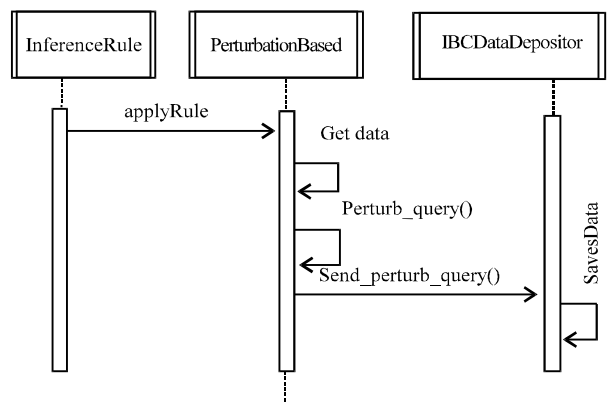 InferenceRule
PerturbationBased
IBCDataDepositor
applyRule
Get data
Perturb_query()
Send_perturb_query()
SavesData